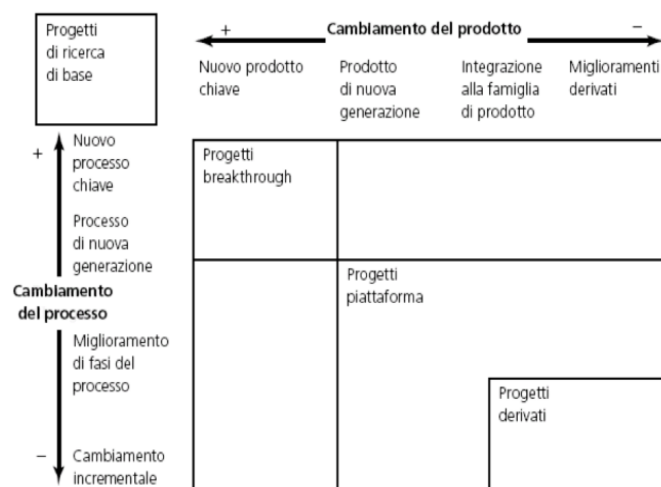 Progetti
di ricerca
di base
+
Cambiamento del prodotto
–
Nuovo prodotto
chiave
Prodotto
di nuova
generazione
Integrazione
alla famiglia
di prodotto
Miglioramenti
derivati
+
Nuovo
processo
chiave
Processo
di nuova
generazione
Cambiamento
del processo
Miglioramento
di fasi del
processo
–
Cambiamento
incrementale
Progetti
breakthrough
Progetti
piattaforma
Progetti
derivati